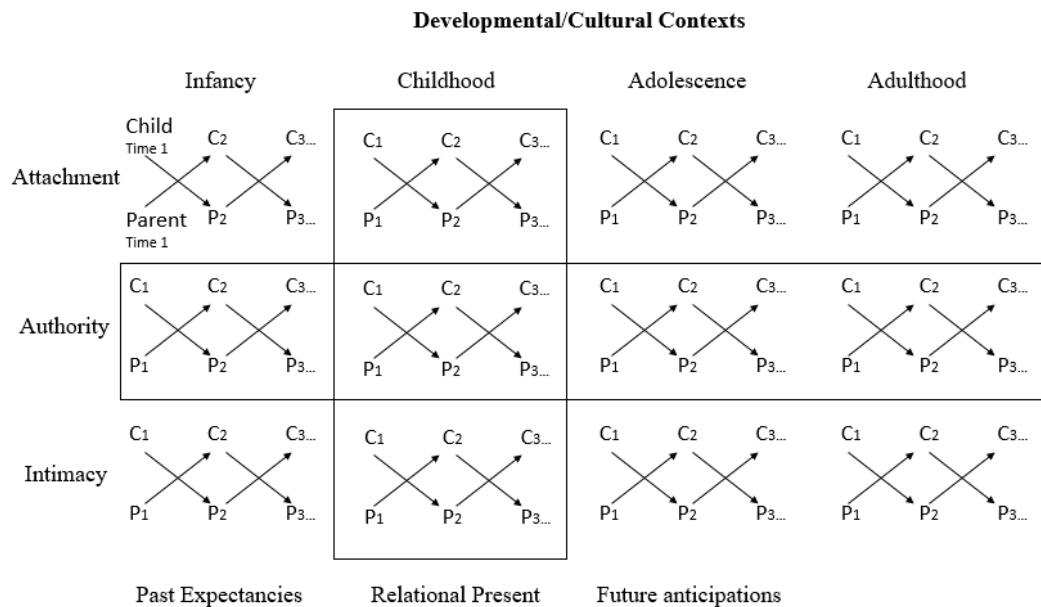 Developmental/Cultural Contexts
Infancy Childhood Adolescence Adulthood
Child C2 C3... C1 C2 C3... C1 C2 C3... C1 C2 C3...
Time 1
Attachment
Parent P2 P3... P1 P2 P3... P1 P2 P3... P1 P2 P3...
Time 1
C1 C2 C3... C1 C2 C3... C1 C2 C3... C1 C2 C3...
Authority
P1 P2 P3... P1 P2 P3... P1 P2 P3... P1 P2 P3...
C1 C2 C3... C1 C2 C3... C1 C2 C3... C1 C2 C3...
Intimacy
P1 P2 P3... P1 P2 P3... P1 P2 P3... P1 P2 P3...
Past Expectancies Relational Present Future anticipations